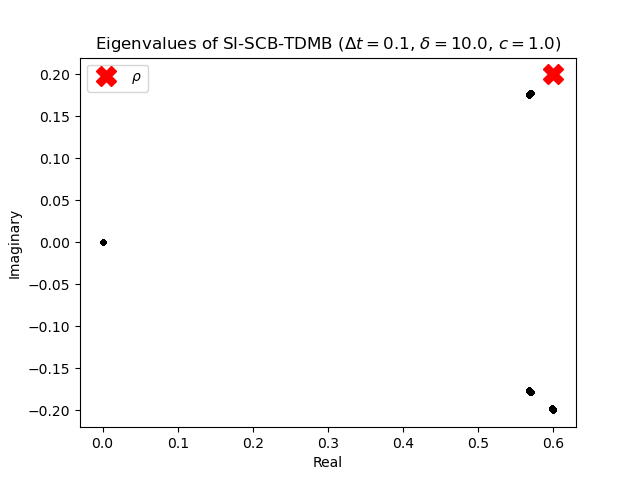 Eigenvalues of SI-SCB-TDMB (Δt = 0.1, δ = 10.0, c = 1.0)
ρ
0.20
0.15
0.10
0.05
0.00
−0.05
−0.10
−0.15
−0.20
Imaginary
0.0 0.1 0.2 0.3 0.4 0.5 0.6
Real